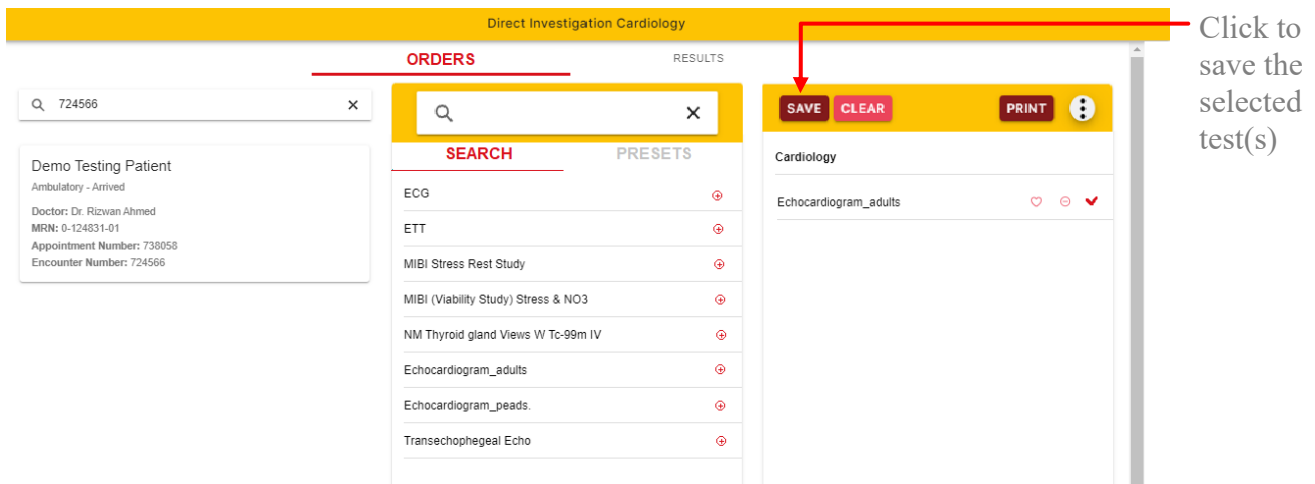 Direct Investigation Cardiology
Click to
save the
selected
test(s)
ORDERS
RESULTS
724566
Demo Testing Patient
Ambulatory - Arrived
Doctor: Dr. Rizwan Ahmed
MRN: 0-124831-01
Appointment Number: 738058
Encounter Number: 724566
SEARCH
PRESETS
ECG
ETT
MIBI Stress Rest Study
MIBI (Viability Study) Stress & NO3
NM Thyroid gland Views W Tc-99m IV
Echocardiogram_adults
Echocardiogram_peads.
Transechophegeal Echo
SAVE
CLEAR
PRINT
Cardiology
Echocardiogram_adults